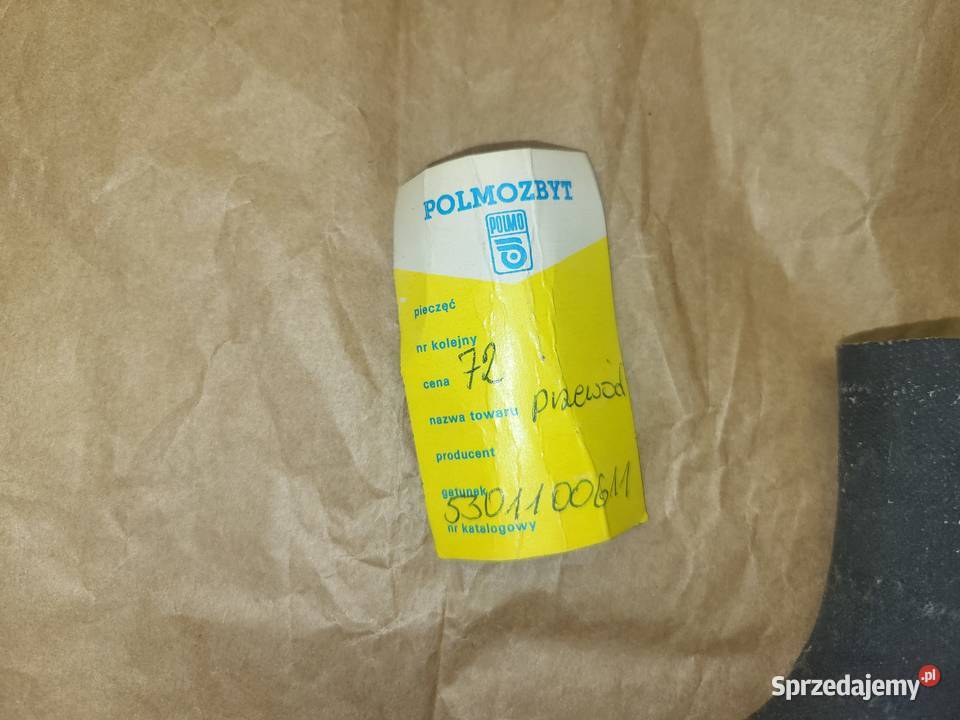 POLMOZBYT
POLMO
pieczęć
nr kolejny
cena 72
nazwa towaru przewód
producent
gatunek
5301100611
nr katalogowy
Sprzedajemy.pl